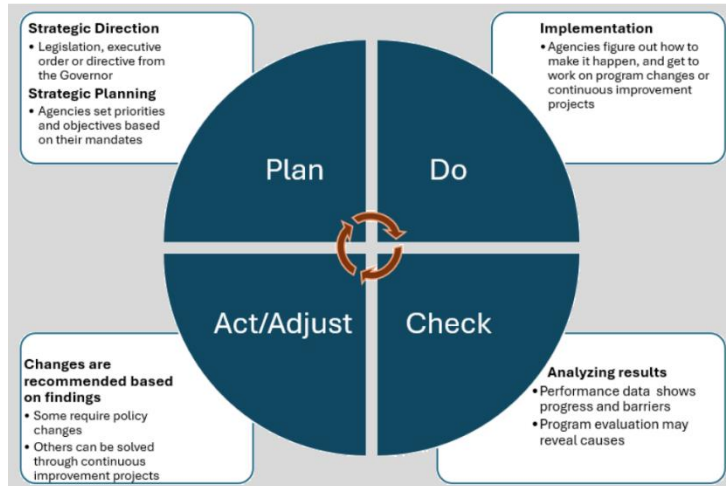 Strategic Direction
• Legislation, executive
order or directive from
the Governor
Strategic Planning
• Agencies set priorities
and objectives based
on their mandates
Implementation
• Agencies figure out how to
make it happen, and get to
work on program changes or
continuous improvement
projects
Plan
Do
Act/Adjust
Check
Changes are
recommended based
on findings
• Some require policy
changes
• Others can be solved
through continuous
improvement projects
Analyzing results
• Performance data shows
progress and barriers
• Program evaluation may
reveal causes